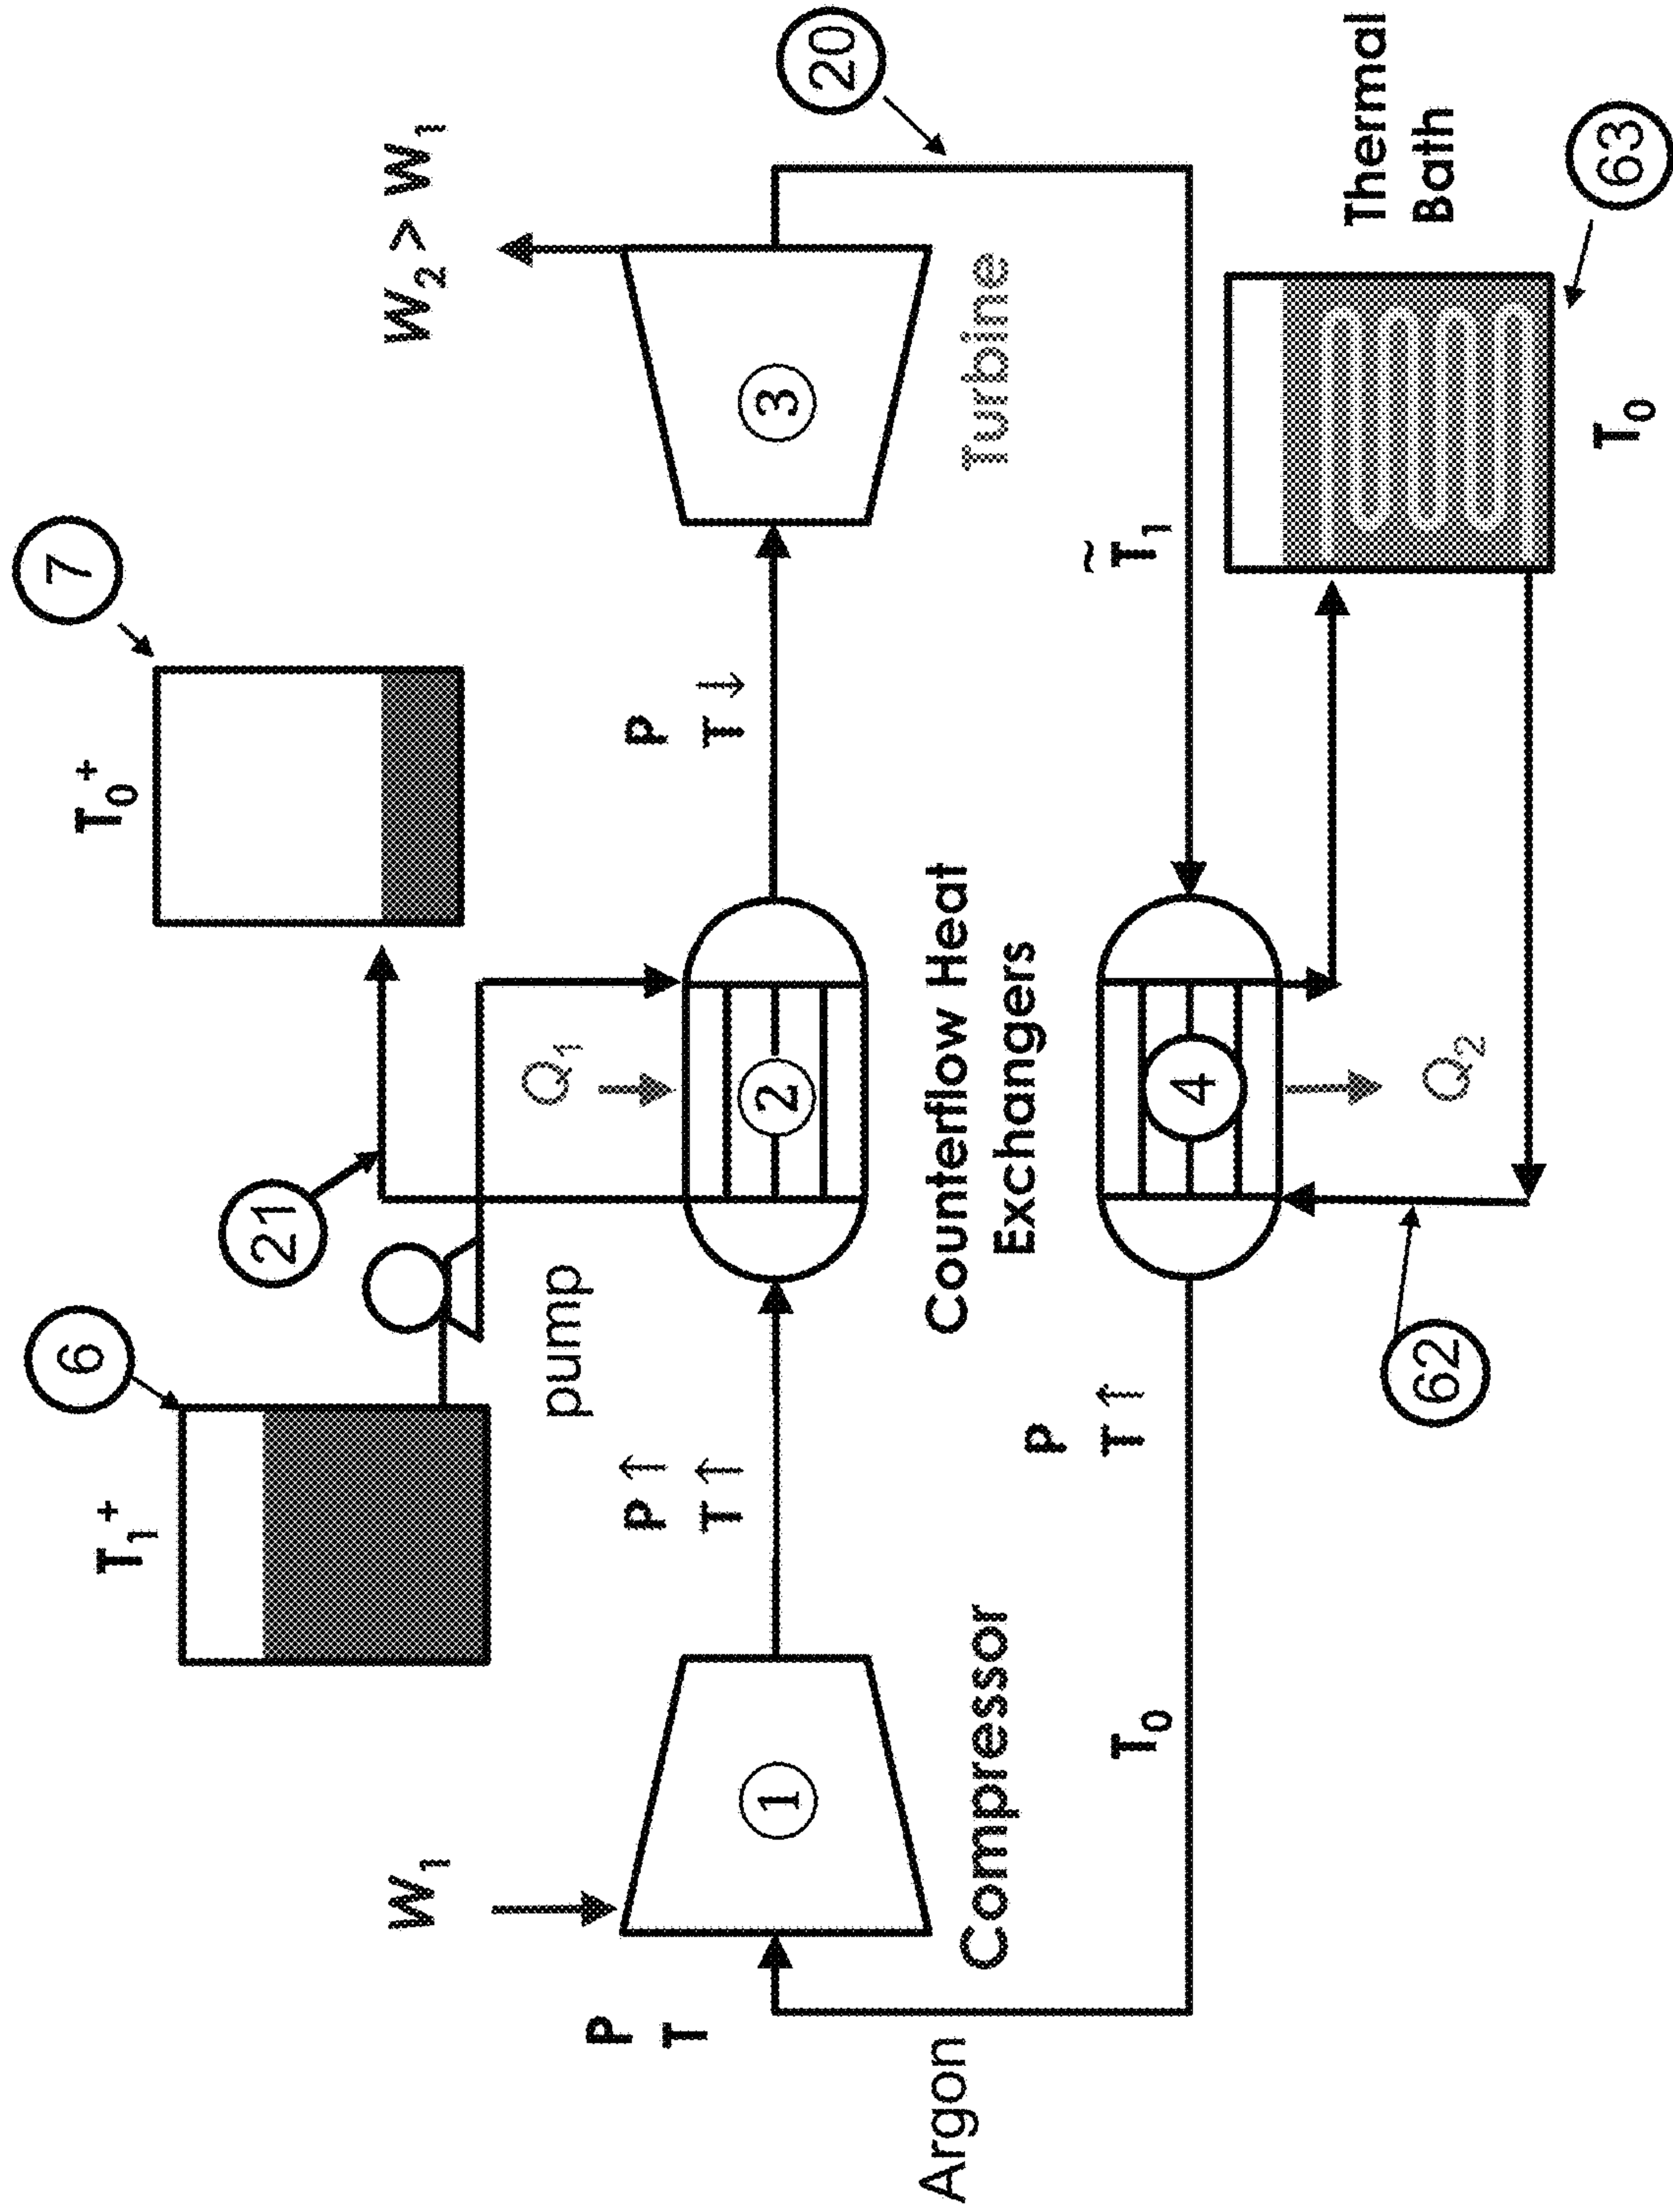 6
7
T₁⁺
T₀⁺
21
W₁
W₂ > W₁
pump
Q₁
P
T
P↑
T↑
P
T↓
20
1
2
3
Argon
Compressor
Counterflow Heat
Exchangers
Turbine
P
T↑
T₀
T̃₁
4
62
Q₂
Thermal
Bath
T₀
63